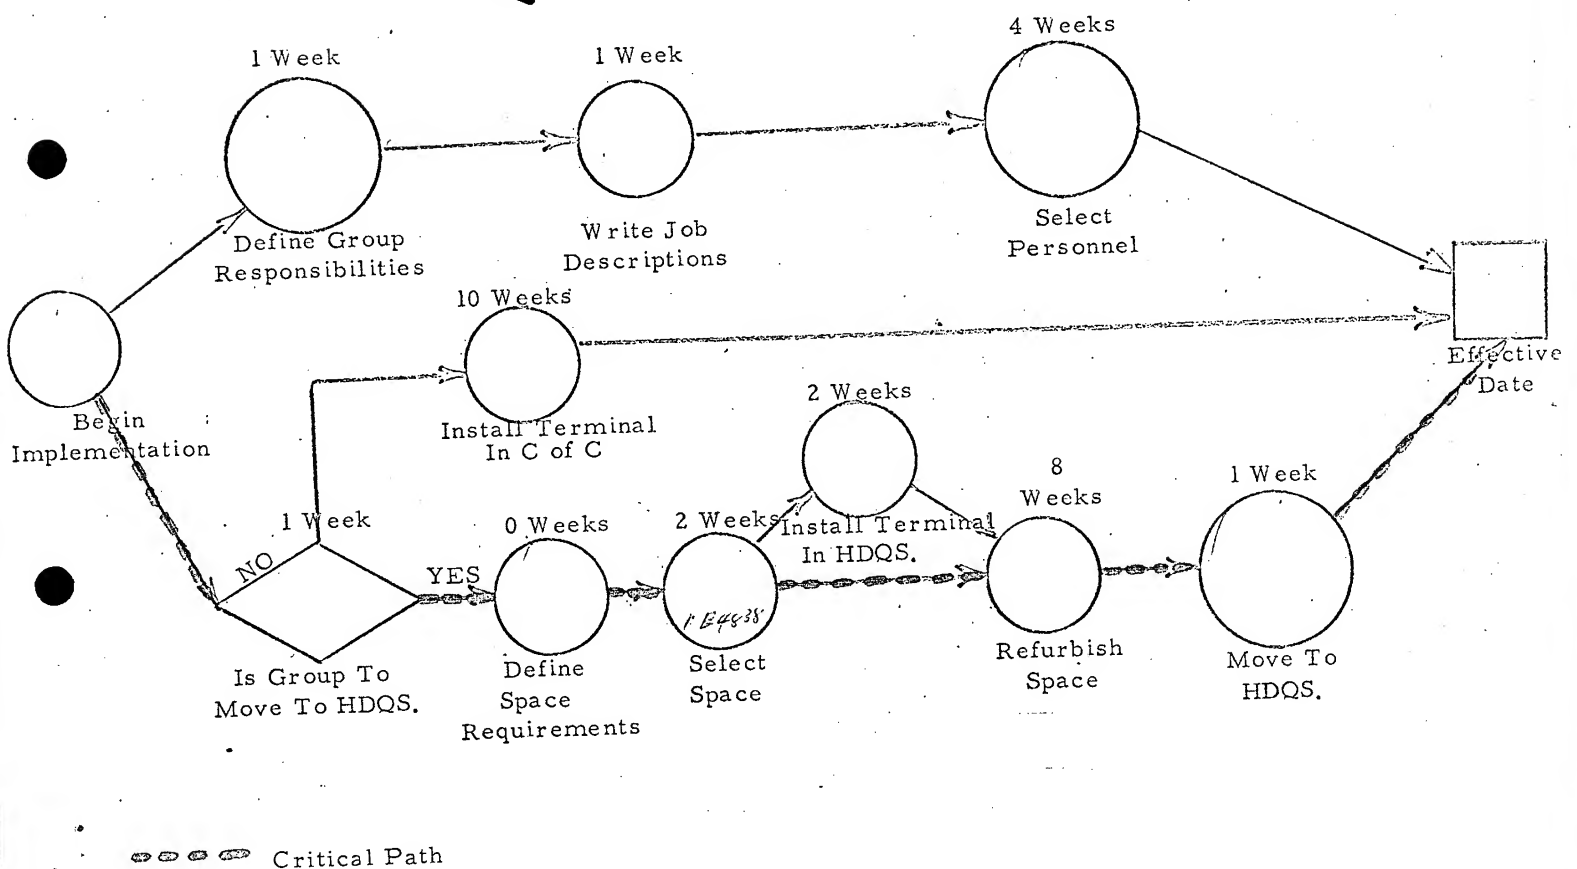 1 Week
1 Week
4 Weeks
Define Group
Responsibilities
Write Job
Descriptions
Select
Personnel
10 Weeks
Effective
Date
Begin
Implementation
Install Terminal
In C of C
2 Weeks
1 Week
NO
YES
0 Weeks
2 Weeks
Install Terminal
In HDQS.
8
Weeks
1 Week
Is Group To
Move To HDQS.
Define
Space
Requirements
Select
Space
Refurbish
Space
Move To
HDQS.
Critical Path